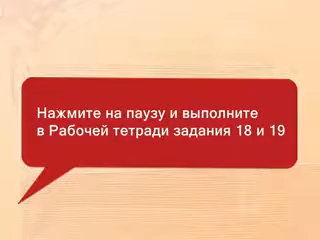 Нажмите на паузу и выполните
в Рабочей тетради задания 18 и 19